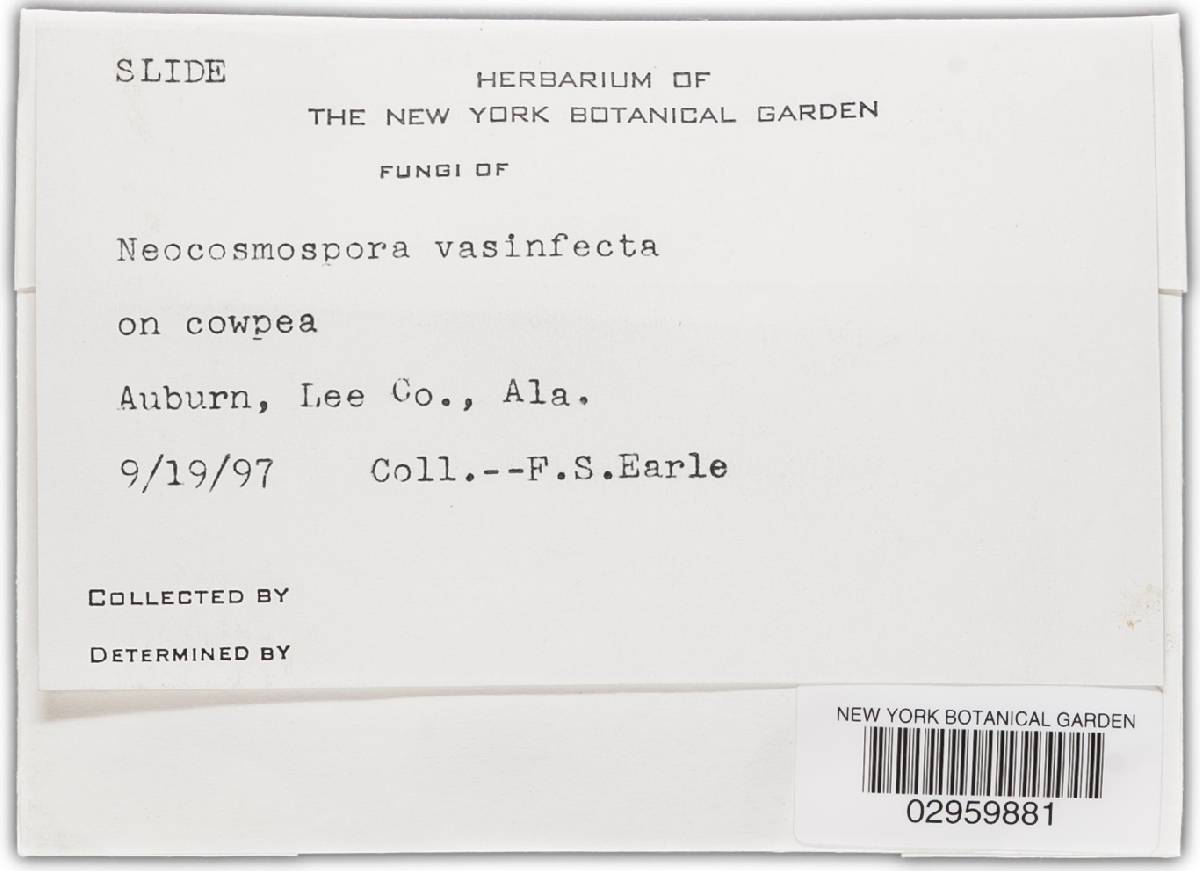 SLIDE
HERBARIUM OF
THE NEW YORK BOTANICAL GARDEN
FUNGI OF
Neocosmospora vasinfecta
on cowpea
Auburn, Lee Co., Ala.
9/19/97 Coll.--F.S.Earle
COLLECTED BY
DETERMINED BY
NEW YORK BOTANICAL GARDEN
02959881